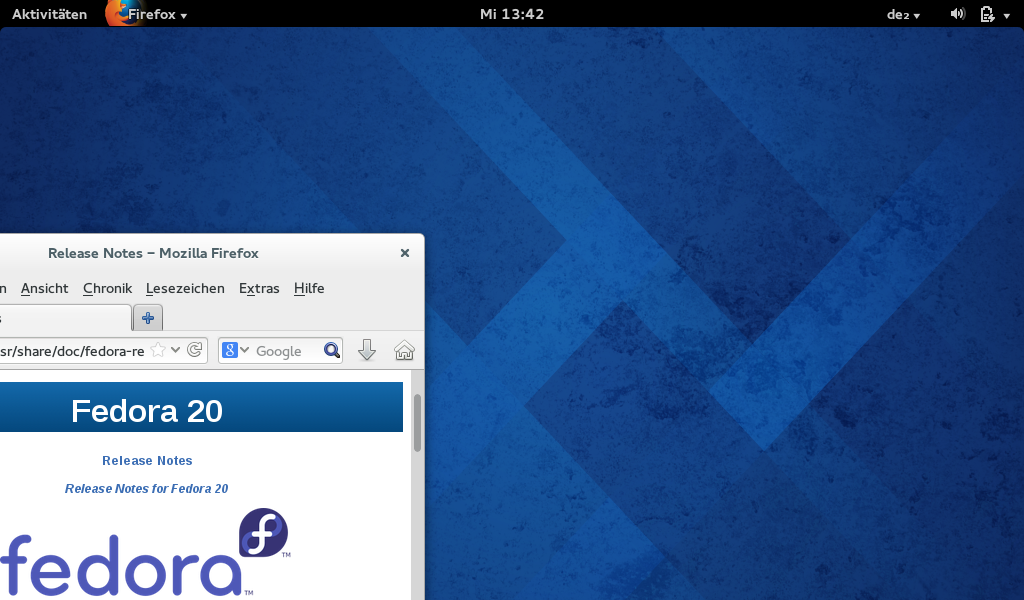 Aktivitäten Firefox Mi 13:42 de₂
Release Notes – Mozilla Firefox
n Ansicht Chronik Lesezeichen Extras Hilfe
s
sr/share/doc/fedora-re Google
Fedora 20
Release Notes
Release Notes for Fedora 20
fedora™ f™